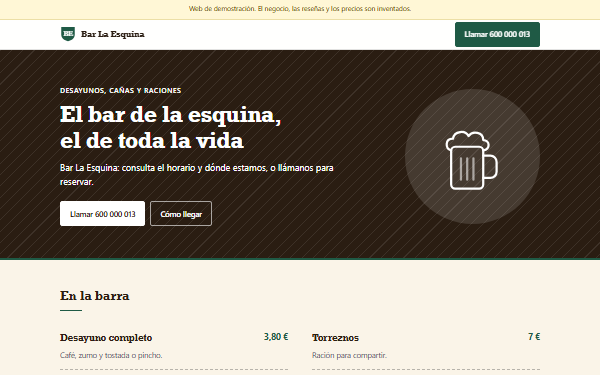 Web de demostración. El negocio, las reseñas y los precios son inventados.
BE Bar La Esquina
Llamar 600 000 013
DESAYUNOS, CAÑAS Y RACIONES
El bar de la esquina,
el de toda la vida
Bar La Esquina: consulta el horario y dónde estamos, o llámanos para
reservar.
Llamar 600 000 013
Cómo llegar
En la barra
Desayuno completo 3,80 €
Café, zumo y tostada o pincho.
Torreznos 7 €
Ración para compartir.